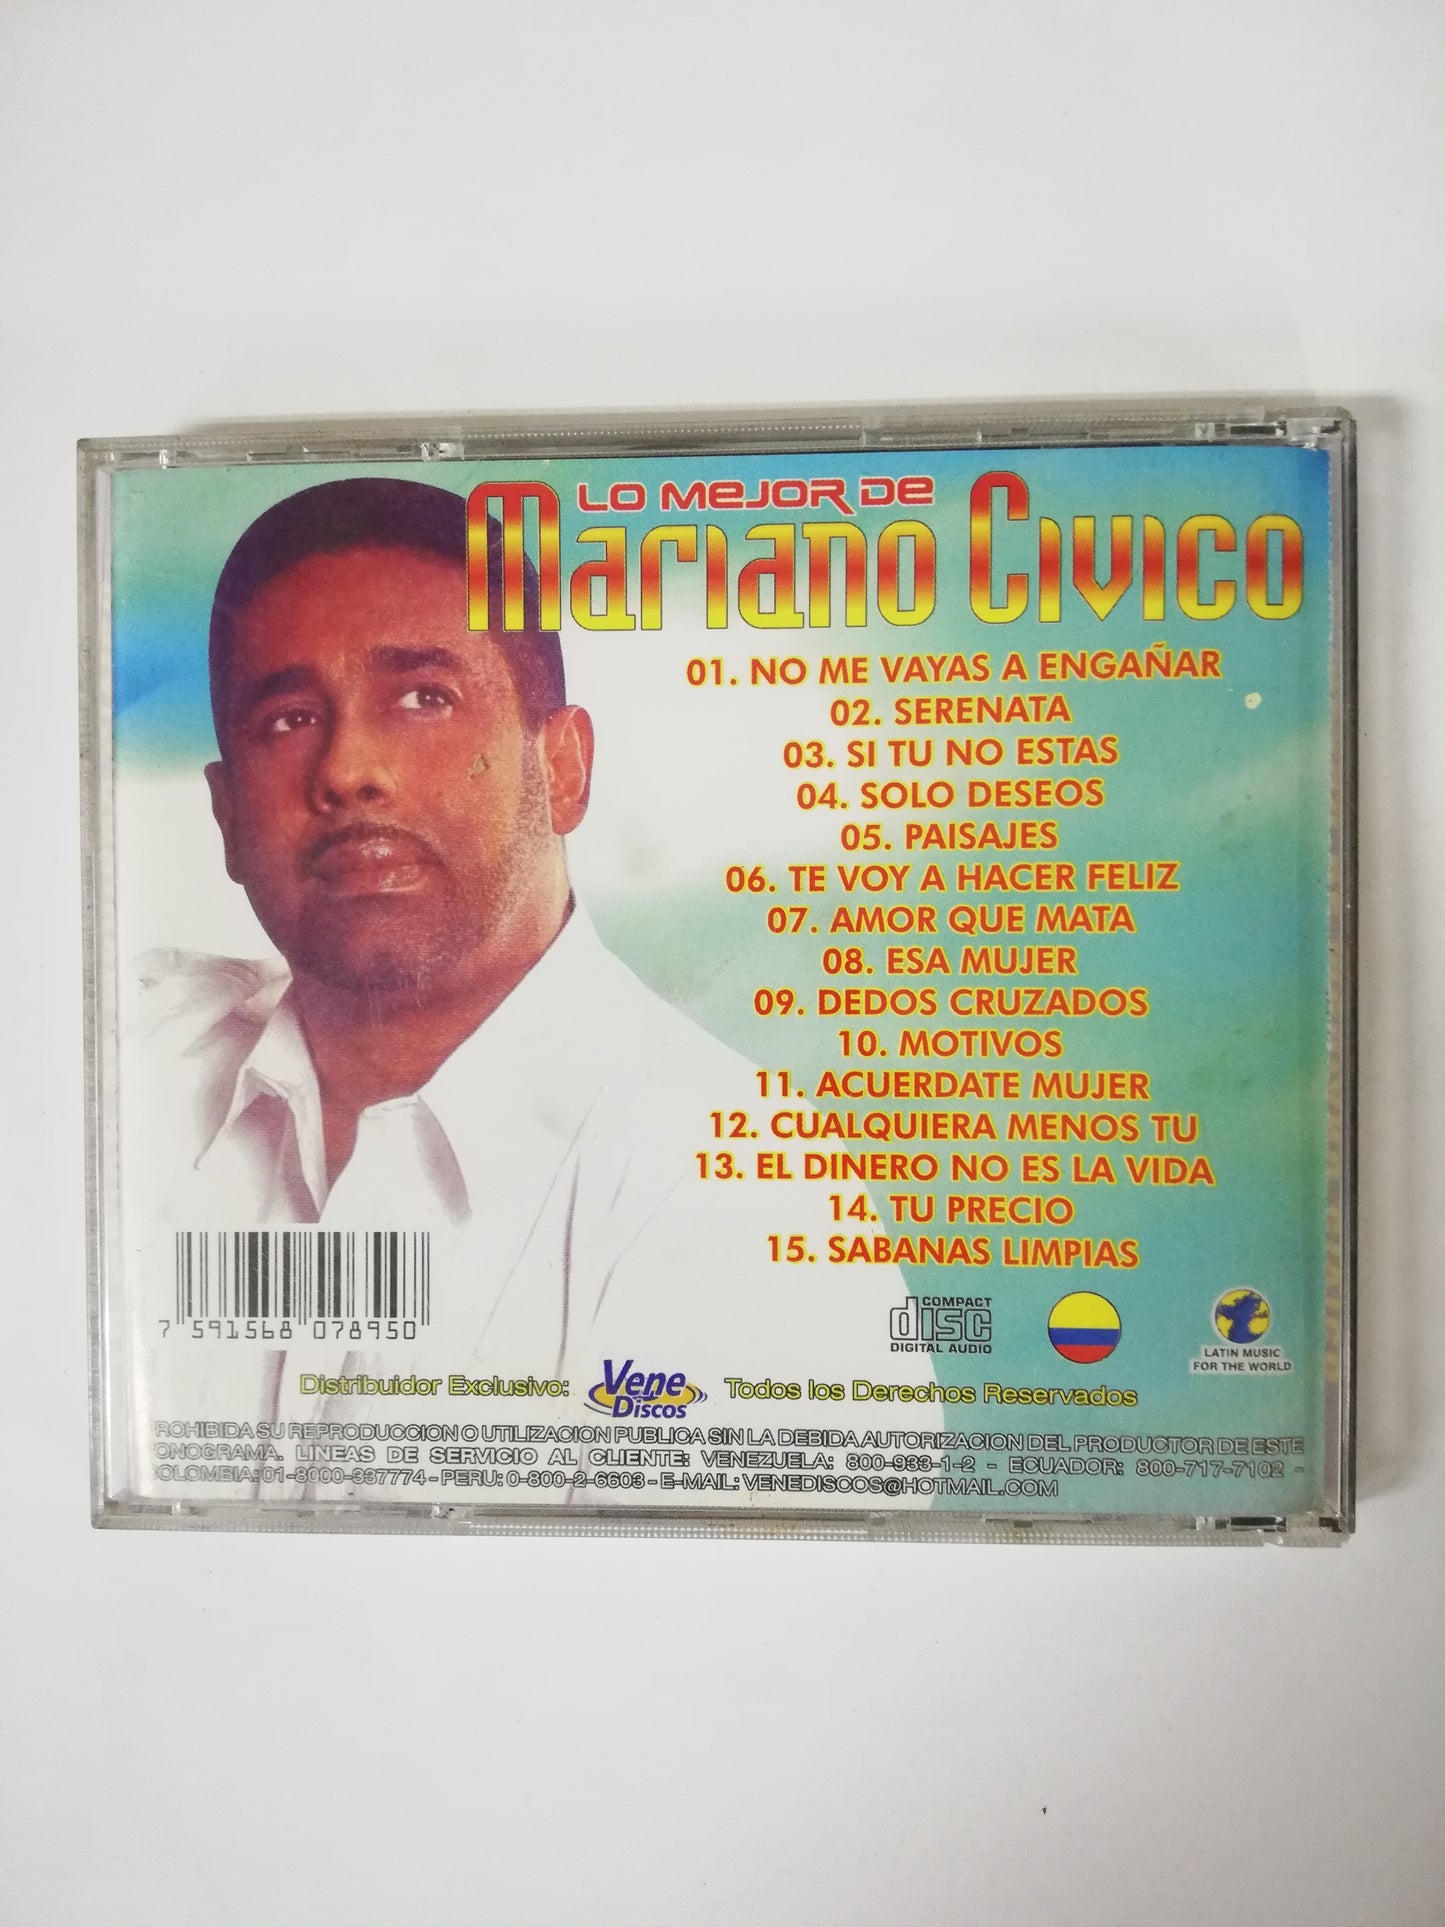 LO MEJOR DE
Mariano Civico
01. NO ME VAYAS A ENGAÑAR
02. SERENATA
03. SI TU NO ESTAS
04. SOLO DESEOS
05. PAISAJES
06. TE VOY A HACER FELIZ
07. AMOR QUE MATA
08. ESA MUJER
09. DEDOS CRUZADOS
10. MOTIVOS
11. ACUERDATE MUJER
12. CUALQUIERA MENOS TU
13. EL DINERO NO ES LA VIDA
14. TU PRECIO
15. SABANAS LIMPIAS
7 591568 078950
COMPACT
disc
DIGITAL AUDIO
LATIN MUSIC
FOR THE WORLD
Distribuidor Exclusivo: Vene Discos Todos los Derechos Reservados
ROHIBIDA SU REPRODUCCION O UTILIZACION PUBLICA SIN LA DEBIDA AUTORIZACION DEL PRODUCTOR DE ESTE
ONOGRAMA. LINEAS DE SERVICIO AL CLIENTE: VENEZUELA: 800-933-1-2 - ECUADOR: 800-717-7102 -
OLOMBIA: 01-8000-337774 - PERU: 0-800-2-6603 - E-MAIL: VENEDISCOS@HOTMAIL.COM